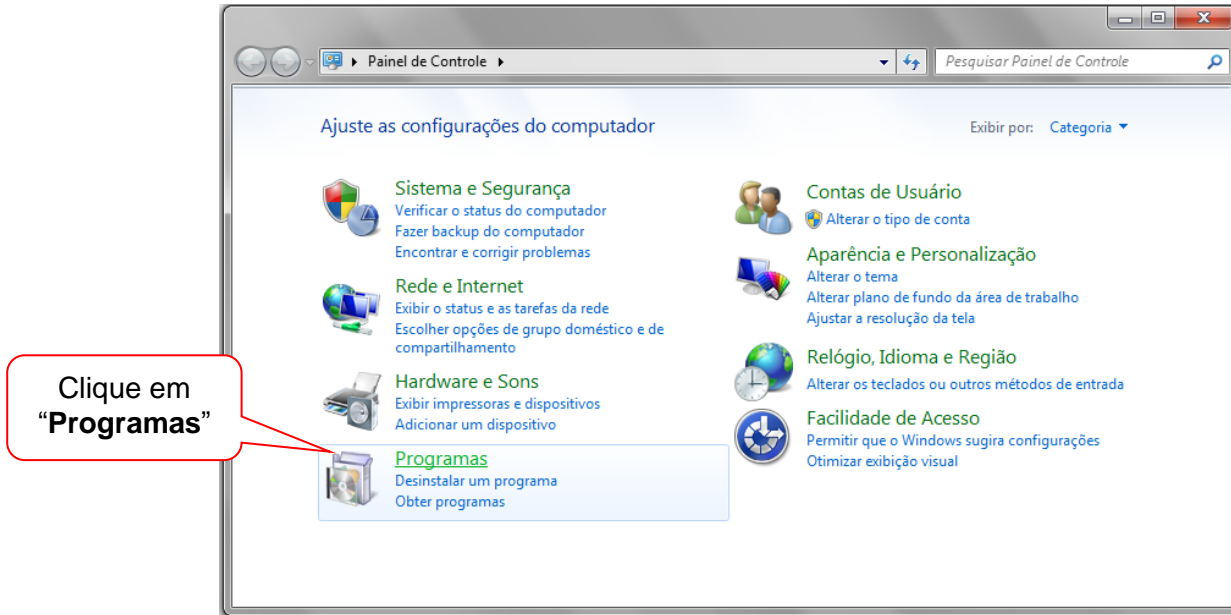 Painel de Controle
Pesquisar Painel de Controle
Ajuste as configurações do computador
Exibir por: Categoria
Sistema e Segurança
Verificar o status do computador
Fazer backup do computador
Encontrar e corrigir problemas
Rede e Internet
Exibir o status e as tarefas da rede
Escolher opções de grupo doméstico e de
compartilhamento
Hardware e Sons
Exibir impressoras e dispositivos
Adicionar um dispositivo
Programas
Desinstalar um programa
Obter programas
Contas de Usuário
Alterar o tipo de conta
Aparência e Personalização
Alterar o tema
Alterar plano de fundo da área de trabalho
Ajustar a resolução da tela
Relógio, Idioma e Região
Alterar os teclados ou outros métodos de entrada
Facilidade de Acesso
Permitir que o Windows sugira configurações
Otimizar exibição visual
Clique em
“Programas”